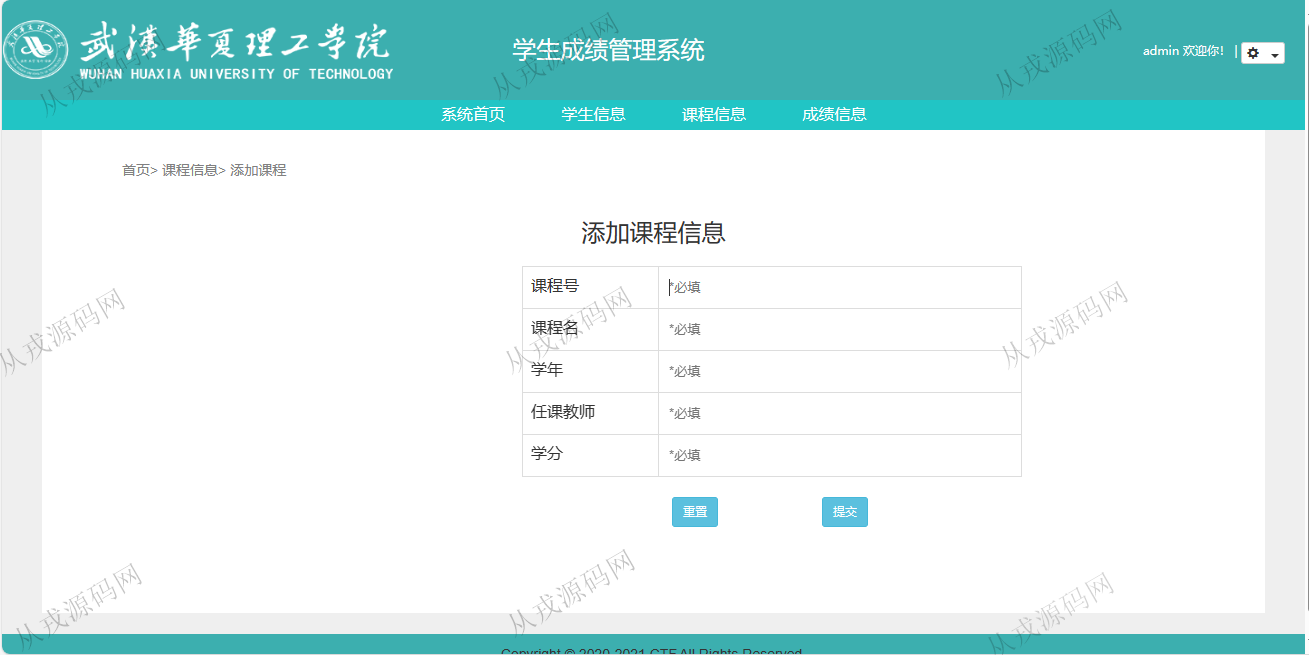 武漢華夏理工学院
WUHAN HUAXIA UNIVERSITY OF TECHNOLOGY
学生成绩管理系统
admin 欢迎你! |
系统首页 学生信息 课程信息 成绩信息
首页> 课程信息> 添加课程
添加课程信息
课程号 *必填
课程名 *必填
学年 *必填
任课教师 *必填
学分 *必填
重置 提交
Copyright © 2020-2021 CTF All Rights Reserved
从戎源码网
从戎源码网
从戎源码网
从戎源码网
从戎源码网
从戎源码网
从戎源码网
从戎源码网
从戎源码网